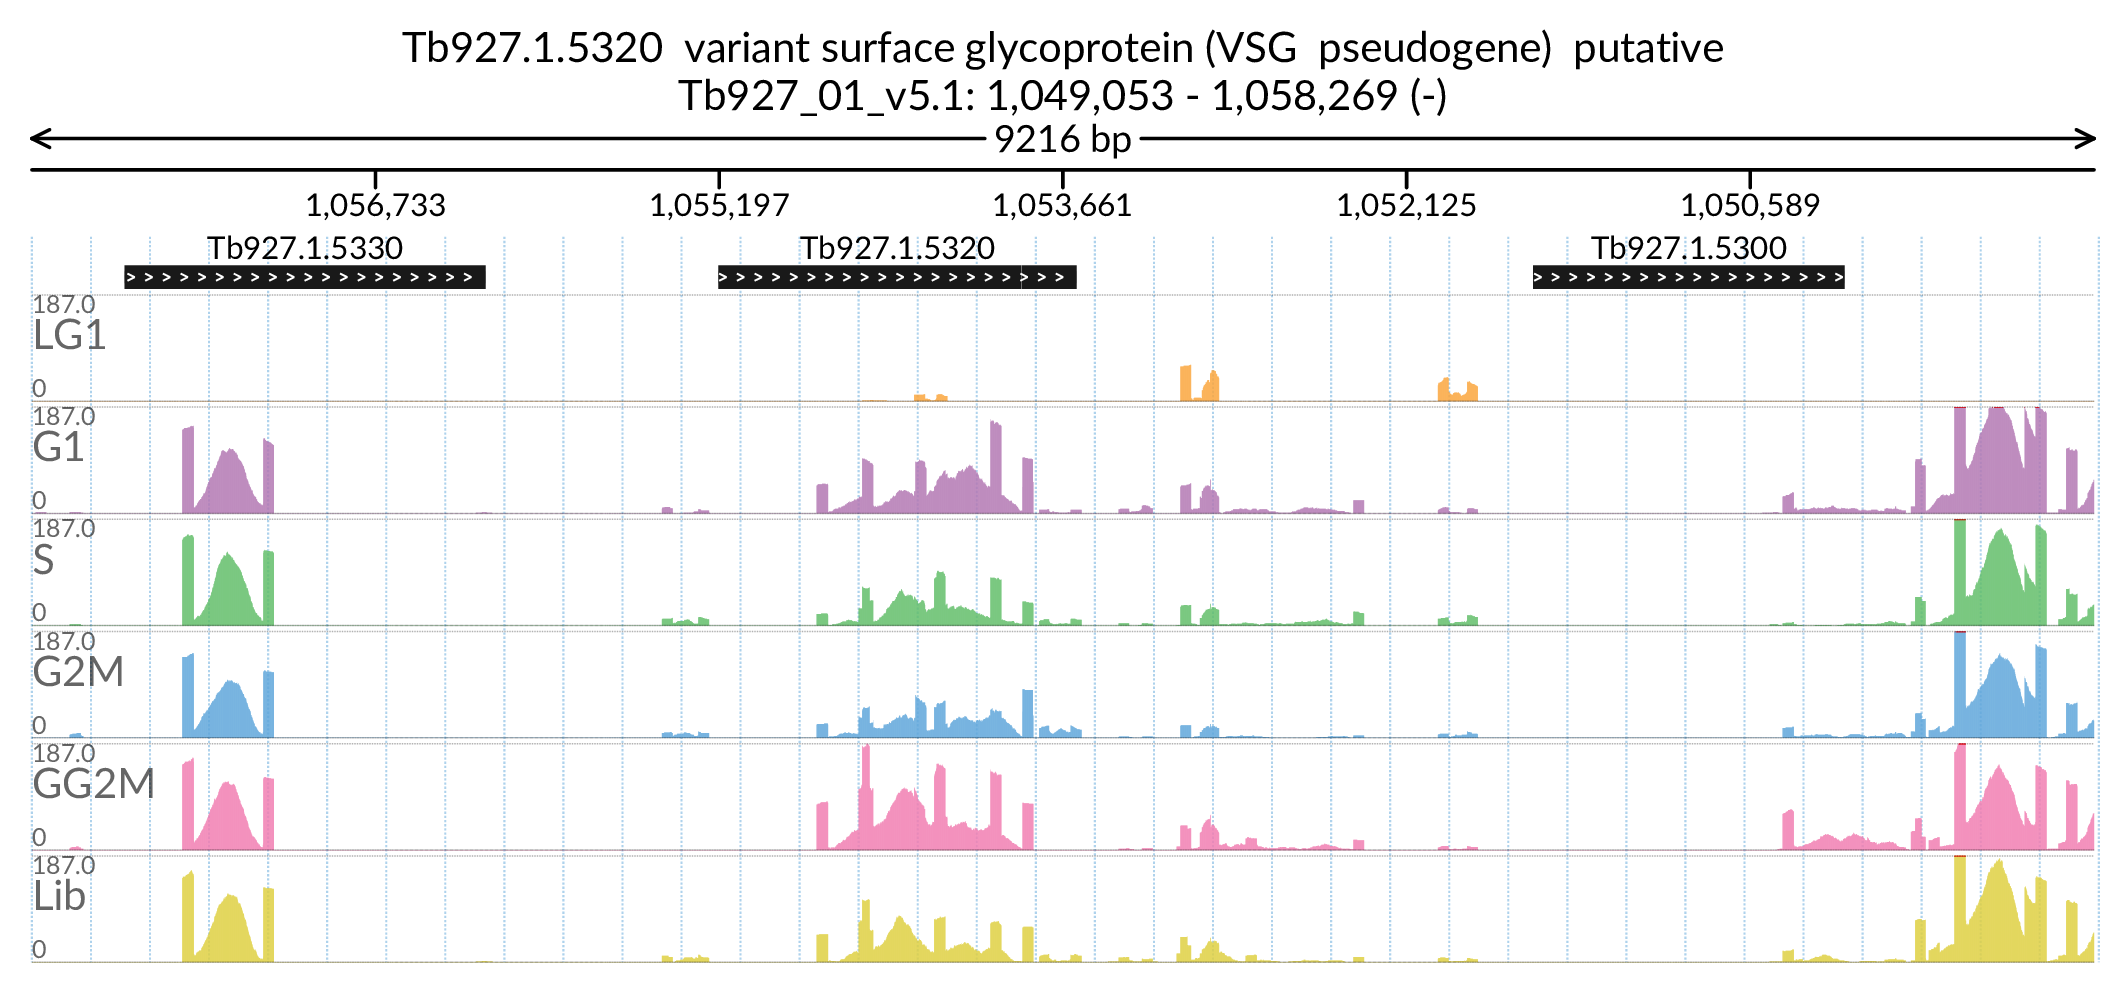 Tb927.1.5320 variant surface glycoprotein (VSG pseudogene) putative
Tb927_01_v5.1: 1,049,053 - 1,058,269 (-)
9216 bp
1,056,733 1,055,197 1,053,661 1,052,125 1,050,589
Tb927.1.5330 Tb927.1.5320 Tb927.1.5300
187.0
LG1
0
187.0
G1
0
187.0
S
0
187.0
G2M
0
187.0
GG2M
0
187.0
Lib
0